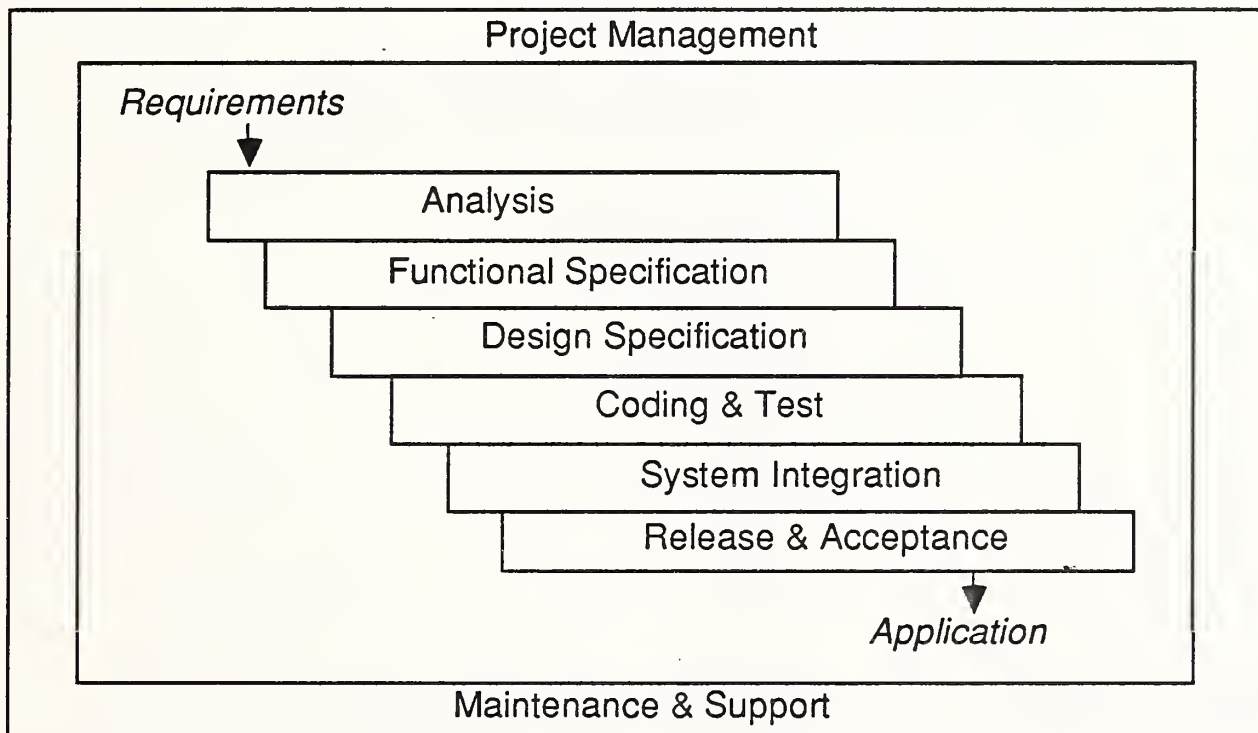 Project Management
Requirements
Analysis
Functional Specification
Design Specification
Coding & Test
System Integration
Release & Acceptance
Application
Maintenance & Support